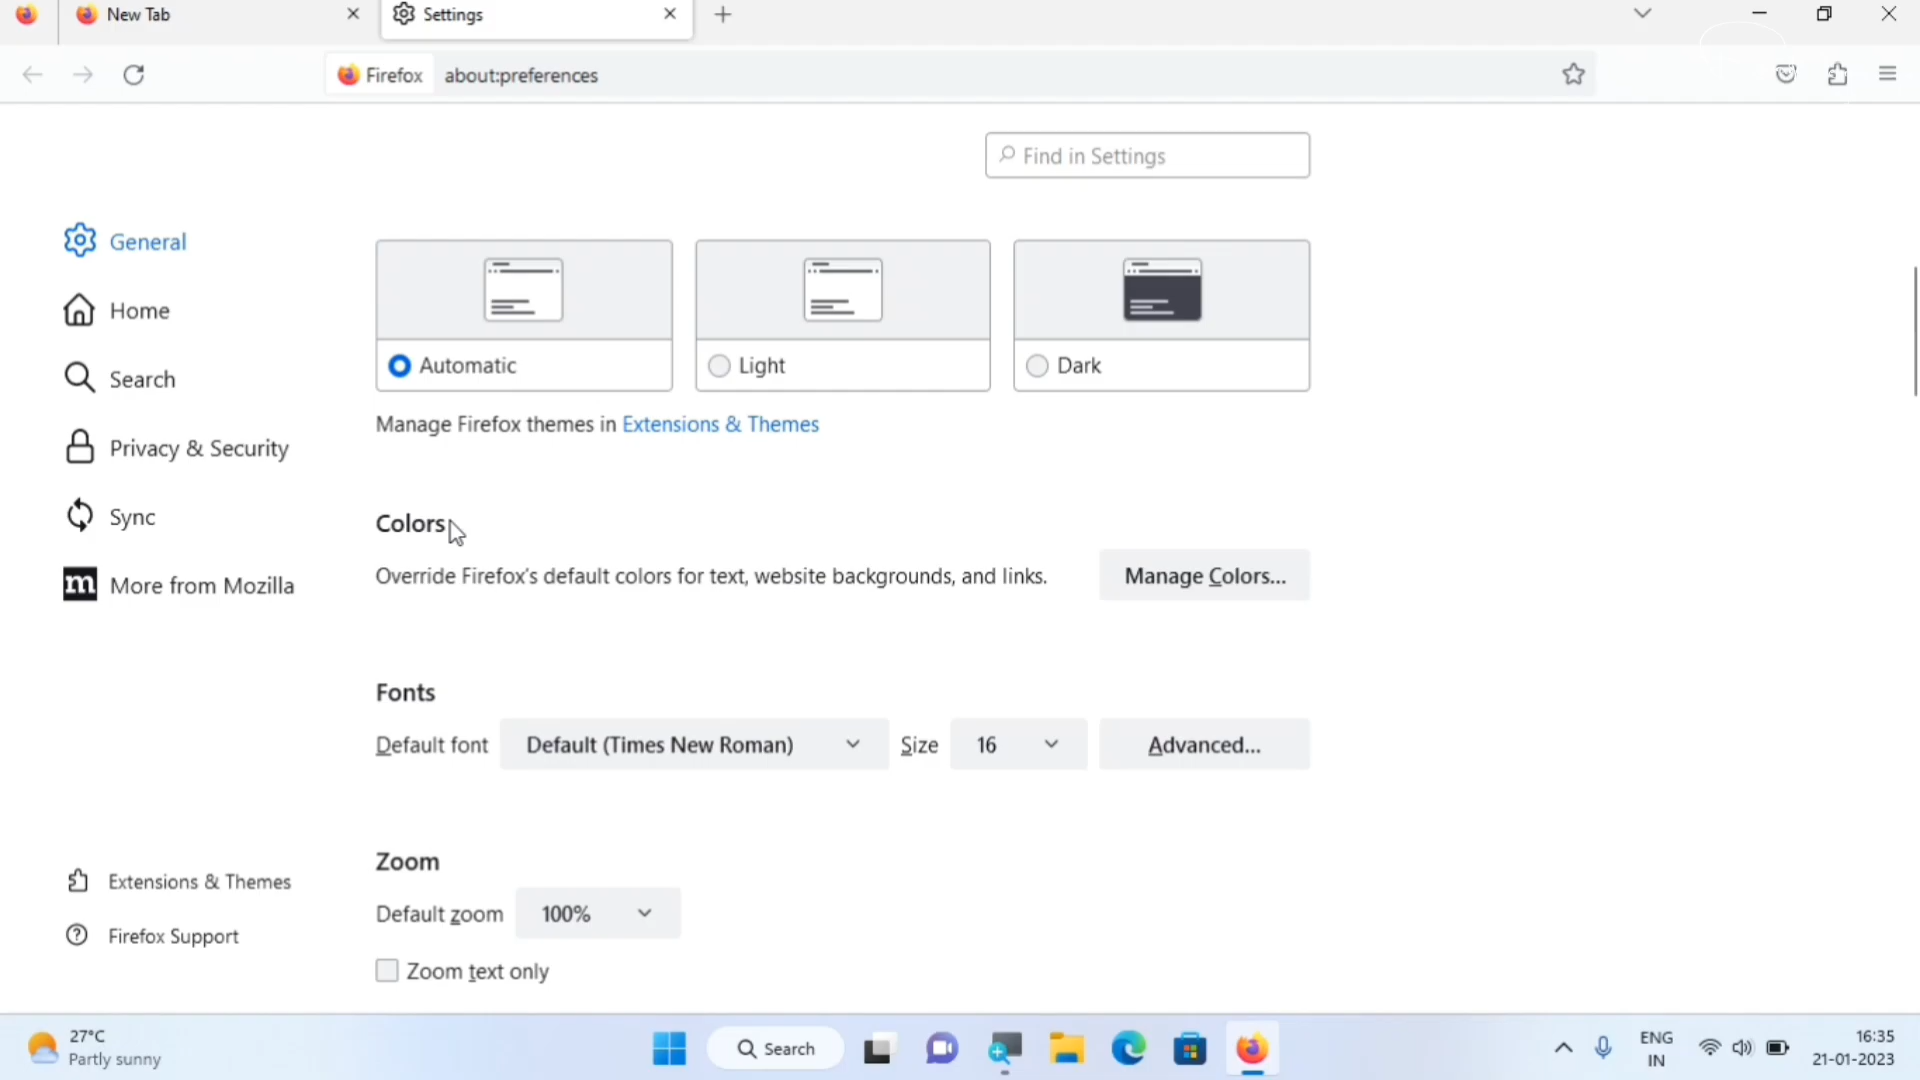 New Tab
Settings
Firefox about:preferences
Find in Settings
General
Home
Search
Privacy & Security
Sync
m More from Mozilla
Extensions & Themes
Firefox Support
Automatic
Light
Dark
Manage Firefox themes in Extensions & Themes
Colors
Override Firefox's default colors for text, website backgrounds, and links.
Manage Colors...
Fonts
Default font Default (Times New Roman) Size 16 Advanced...
Zoom
Default zoom 100%
Zoom text only
27°C
Partly sunny
Search
ENG
IN
16:35
21-01-2023